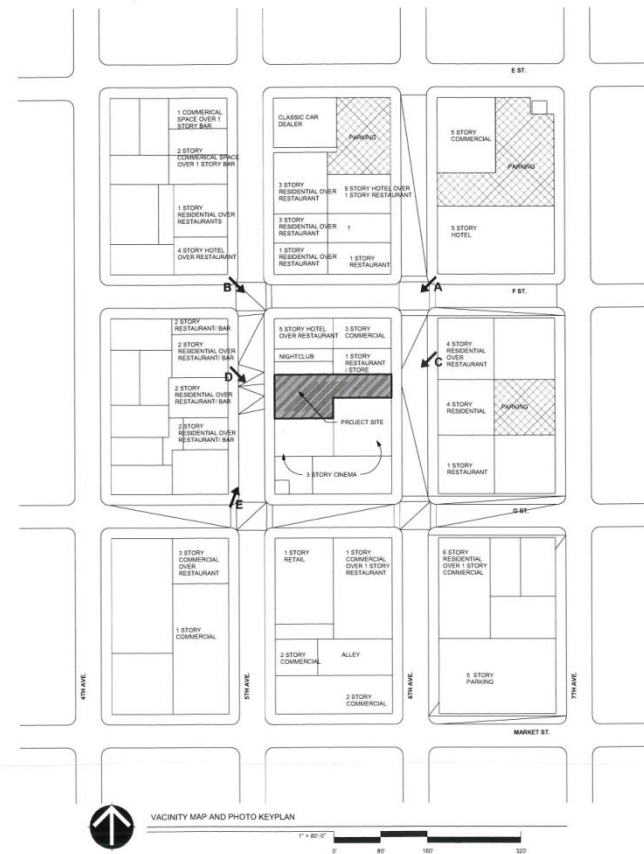 E ST.
1 COMMERICAL
SPACE OVER 1
STORY BAR
2 STORY
COMMERICAL SPACE
OVER 1 STORY BAR
1 STORY
RESIDENTIAL OVER
RESTAURANTS
4 STORY HOTEL
OVER RESTAURANT
CLASSIC CAR
DEALER
PARKING
3 STORY
RESIDENTIAL OVER
RESTAURANT
9 STORY HOTEL OVER
1 STORY RESTAURANT
3 STORY
RESIDENTIAL OVER
RESTAURANT
?
1 STORY
RESIDENTIAL OVER
RESTAURANT
1 STORY
RESTAURANT
5 STORY
COMMERCIAL
PARKING
5 STORY
HOTEL
B
A
F ST.
2 STORY
RESTAURANT/ BAR
2 STORY
RESIDENTIAL OVER
RESTAURANT/ BAR
D
2 STORY
RESIDENTIAL OVER
RESTAURANT/ BAR
2 STORY
RESIDENTIAL OVER
RESTAURANT/ BAR
E
5 STORY HOTEL
OVER RESTAURANT
3 STORY
COMMERCIAL
NIGHTCLUB
1 STORY
RESTAURANT
/ STORE
PROJECT SITE
3 STORY CINEMA
C
4 STORY
RESIDENTIAL
OVER
RESTAURANT
4 STORY
RESIDENTIAL
PARKING
1 STORY
RESTAURANT
G ST.
3 STORY
COMMERCIAL
OVER
RESTAURANT
1 STORY
COMMERCIAL
1 STORY
RETAIL
1 STORY
COMMERCIAL
OVER 1 STORY
RESTAURANT
2 STORY
COMMERCIAL
ALLEY
2 STORY
COMMERCIAL
6 STORY
RESIDENTIAL
OVER 1 STORY
COMMERCIAL
5 STORY
PARKING
4TH AVE.
5TH AVE.
6TH AVE.
7TH AVE.
MARKET ST.
VACINITY MAP AND PHOTO KEYPLAN
1" = 80'-0"
0' 80' 160' 320'